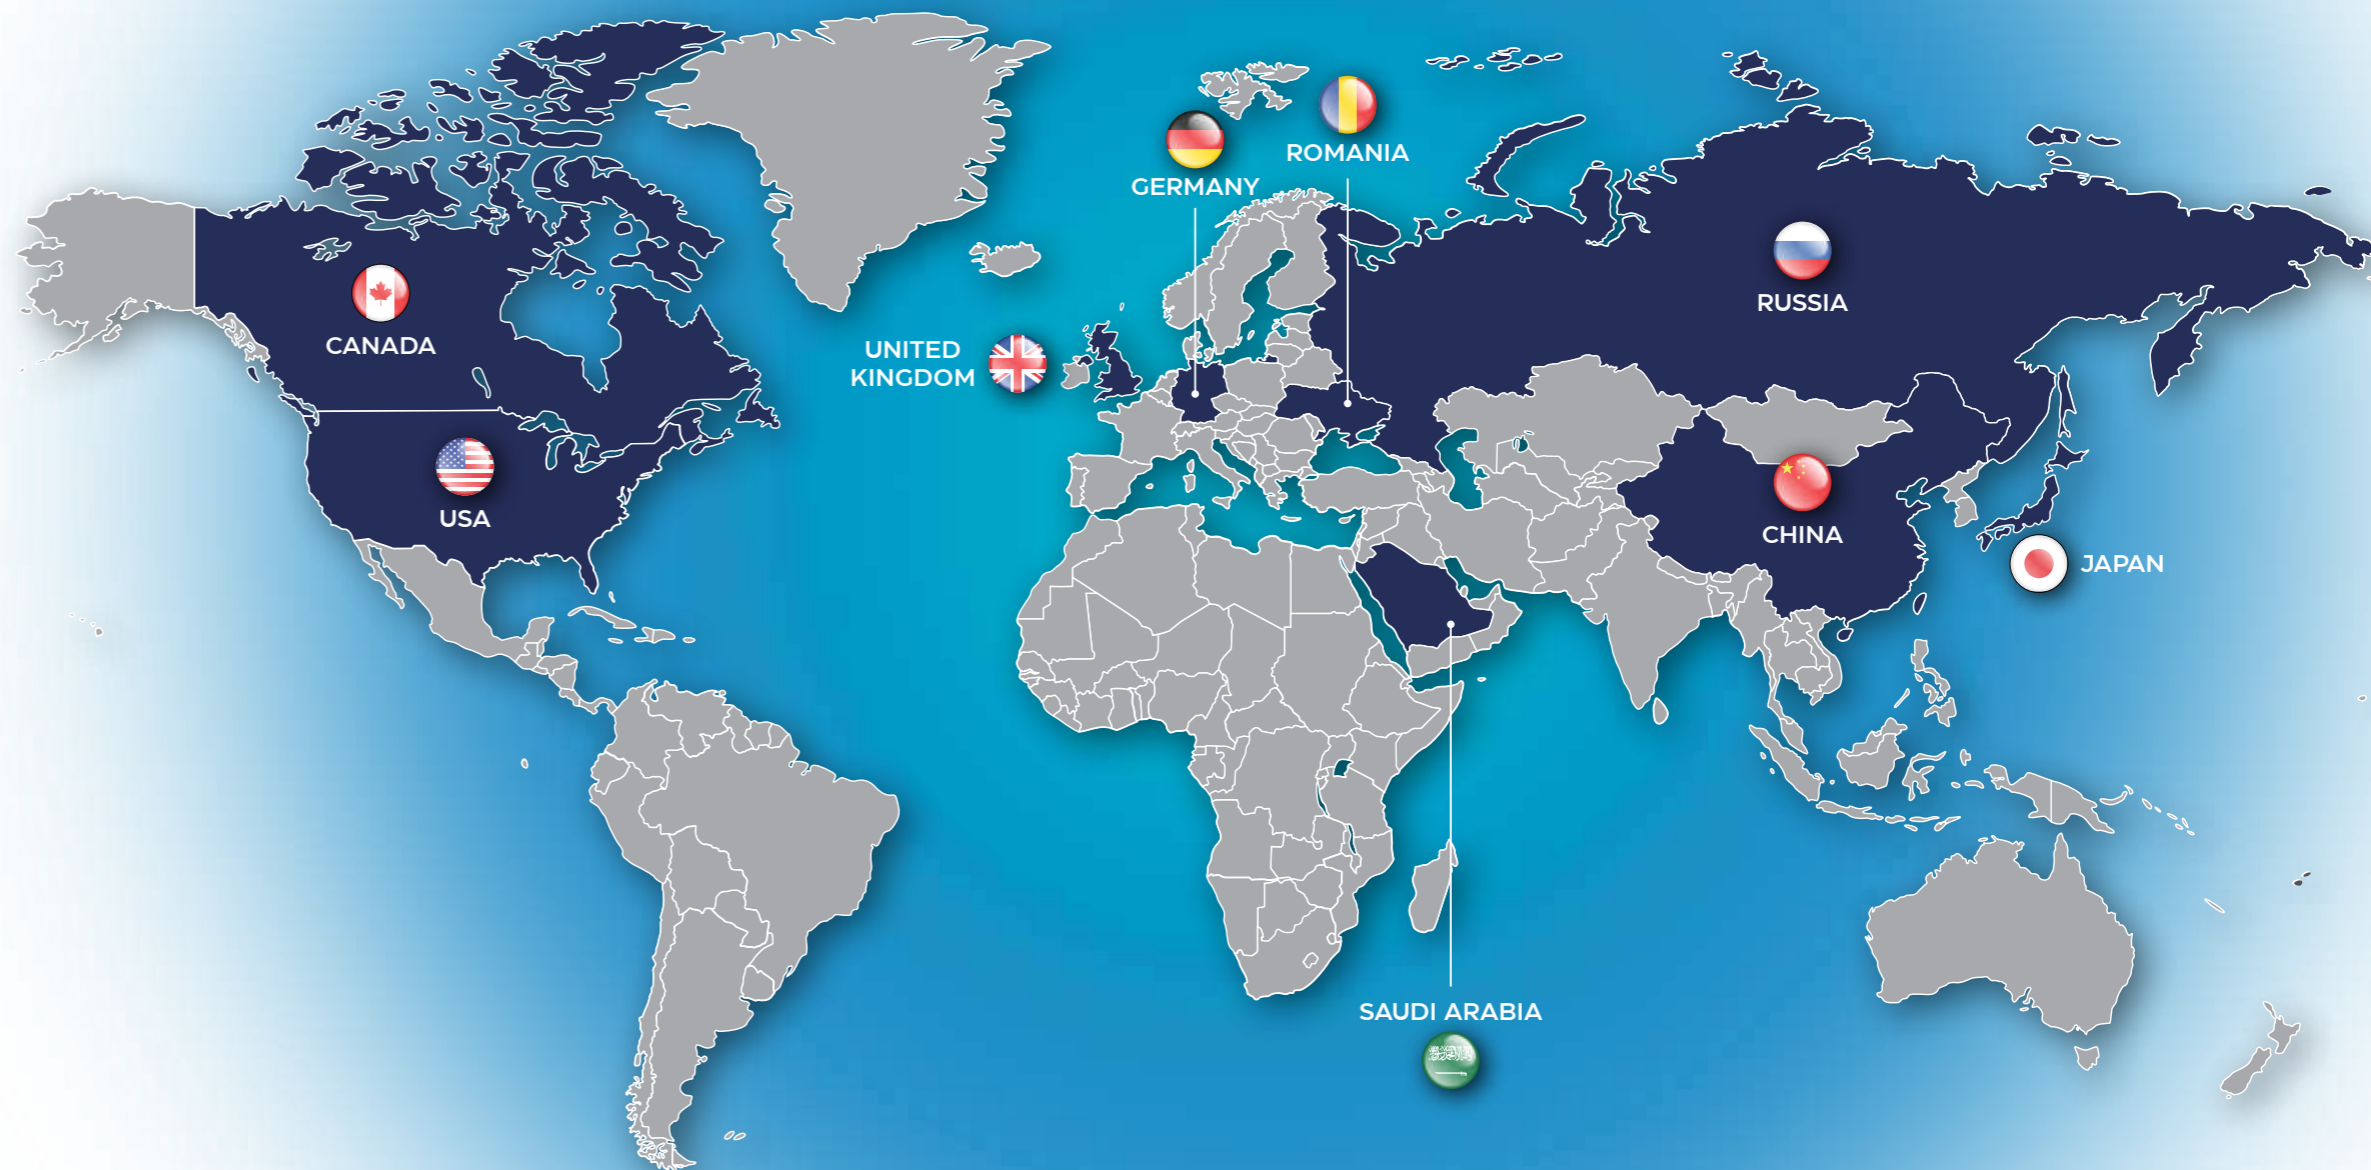 ROMANIA
GERMANY
RUSSIA
CANADA
UNITED
KINGDOM
USA
CHINA
JAPAN
SAUDI ARABIA